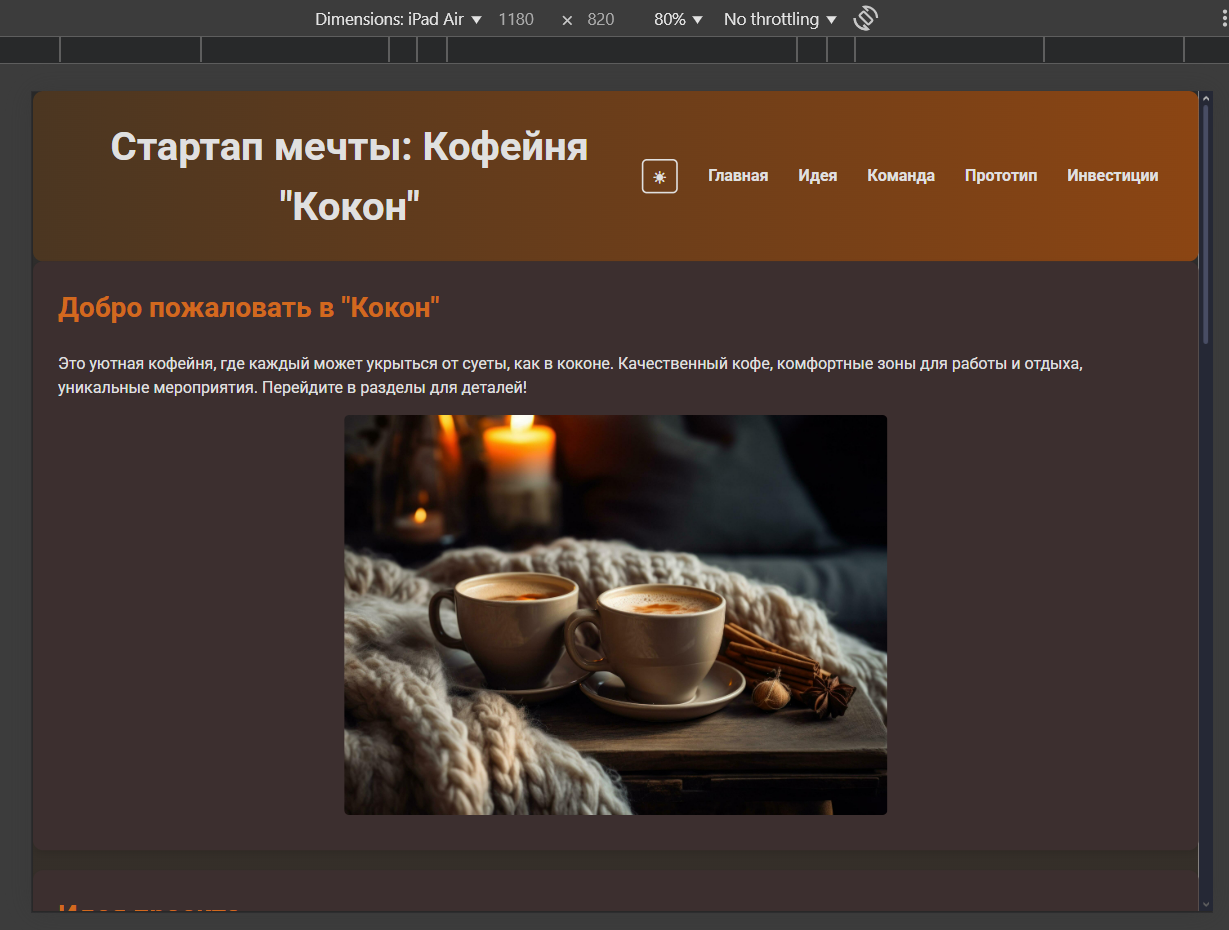 Dimensions: iPad Air 1180 × 820 80% No throttling
Стартап мечты: Кофейня
"Кокон"
Главная Идея Команда Прототип Инвестиции
Добро пожаловать в "Кокон"
Это уютная кофейня, где каждый может укрыться от суеты, как в коконе. Качественный кофе, комфортные зоны для работы и отдыха,
уникальные мероприятия. Перейдите в разделы для деталей!